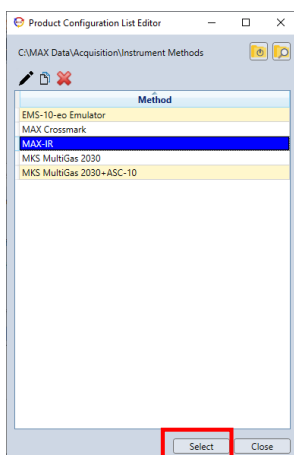 Product Configuration List Editor
C:\MAX Data\Acquisition\Instrument Methods
Method
EMS-10-eo Emulator
MAX Crossmark
MAX-IR
MKS MultiGas 2030
MKS MultiGas 2030+ASC-10
Select Close